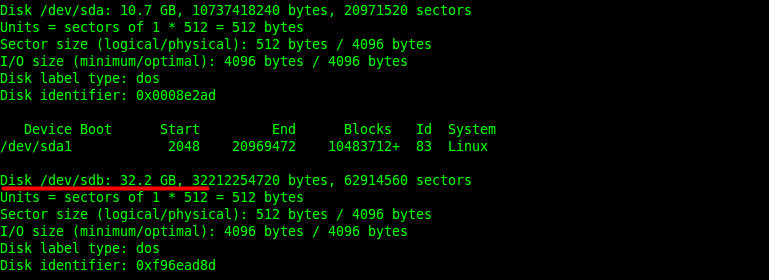 Disk /dev/sda: 10.7 GB, 10737418240 bytes, 20971520 sectors
Units = sectors of 1 * 512 = 512 bytes
Sector size (logical/physical): 512 bytes / 4096 bytes
I/O size (minimum/optimal): 4096 bytes / 4096 bytes
Disk label type: dos
Disk identifier: 0x0008e2ad
   Device Boot      Start         End      Blocks   Id  System
/dev/sda1            2048    20969472    10483712+  83  Linux
Disk /dev/sdb: 32.2 GB, 32212254720 bytes, 62914560 sectors
Units = sectors of 1 * 512 = 512 bytes
Sector size (logical/physical): 512 bytes / 4096 bytes
I/O size (minimum/optimal): 4096 bytes / 4096 bytes
Disk label type: dos
Disk identifier: 0xf96ead8d